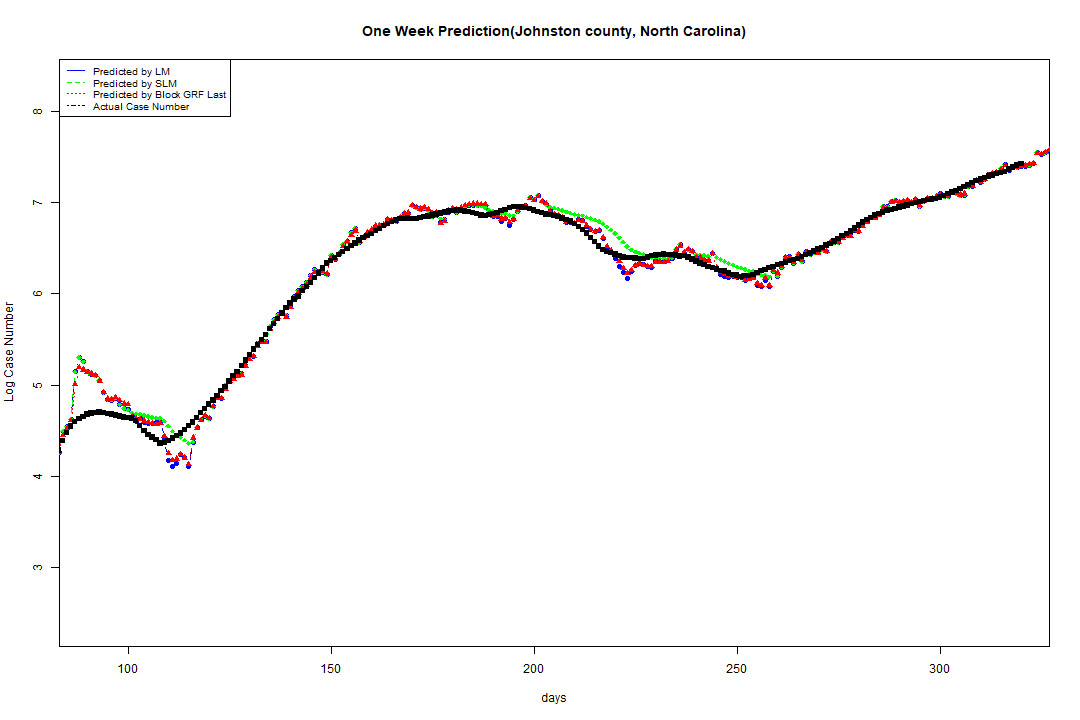 One Week Prediction(Johnston county, North Carolina)
Predicted by LM
Predicted by SLM
Predicted by Block GRF Last
Actual Case Number
8
7
6
5
4
3
Log Case Number
100 150 200 250 300
days